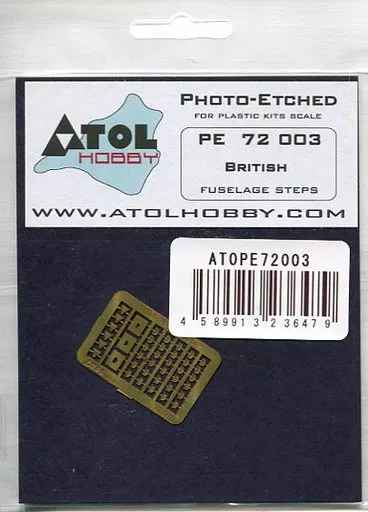 ATOL
HOBBY
PHOTO-ETCHED
FOR PLASTIC KITS SCALE
PE 72 003
BRITISH
FUSELAGE STEPS
WWW.ATOLHOBBY.COM
ATOPE72003
4 589913 236479